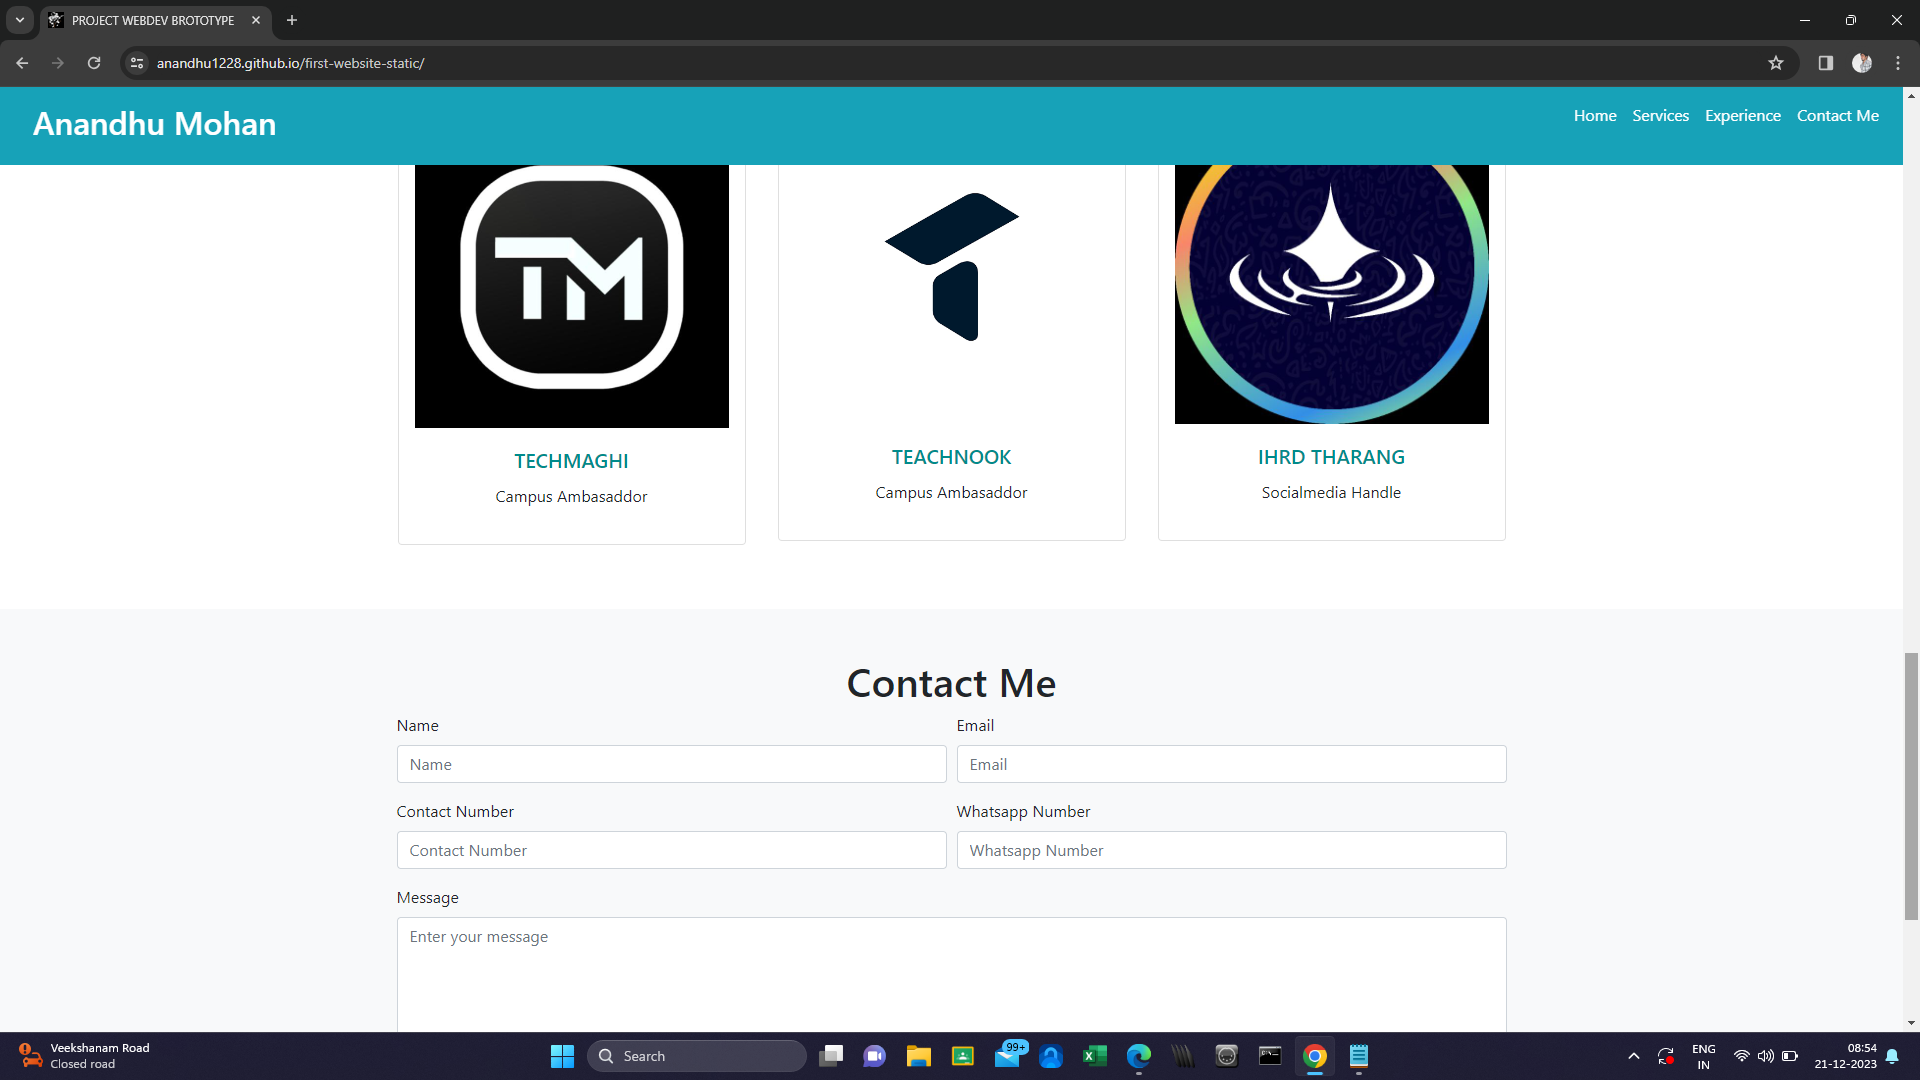 PROJECT WEBDEV BROTOTYPE
anandhu1228.github.io/first-website-static/
Anandhu Mohan
Home Services Experience Contact Me
TM
TECHMAGHI
Campus Ambasaddor
TEACHNOOK
Campus Ambasaddor
IHRD THARANG
Socialmedia Handle
Contact Me
Name Email
Name Email
Contact Number Whatsapp Number
Contact Number Whatsapp Number
Message
Enter your message
Veekshanam Road
Closed road
Search
99+
ENG
IN
08:54
21-12-2023